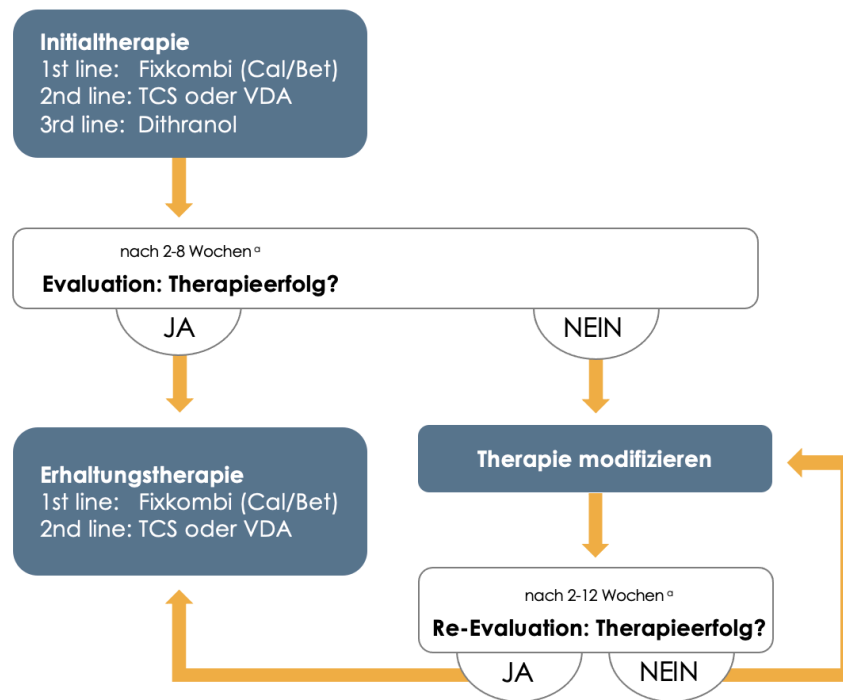 Initialtherapie
1st line: Fixkombi (Cal/Bet)
2nd line: TCS oder VDA
3rd line: Dithranol
nach 2-8 Wochen ᵅ
Evaluation: Therapieerfolg?
JA
NEIN
Erhaltungstherapie
1st line: Fixkombi (Cal/Bet)
2nd line: TCS oder VDA
Therapie modifizieren
nach 2-12 Wochen ᵅ
Re-Evaluation: Therapieerfolg?
JA
NEIN